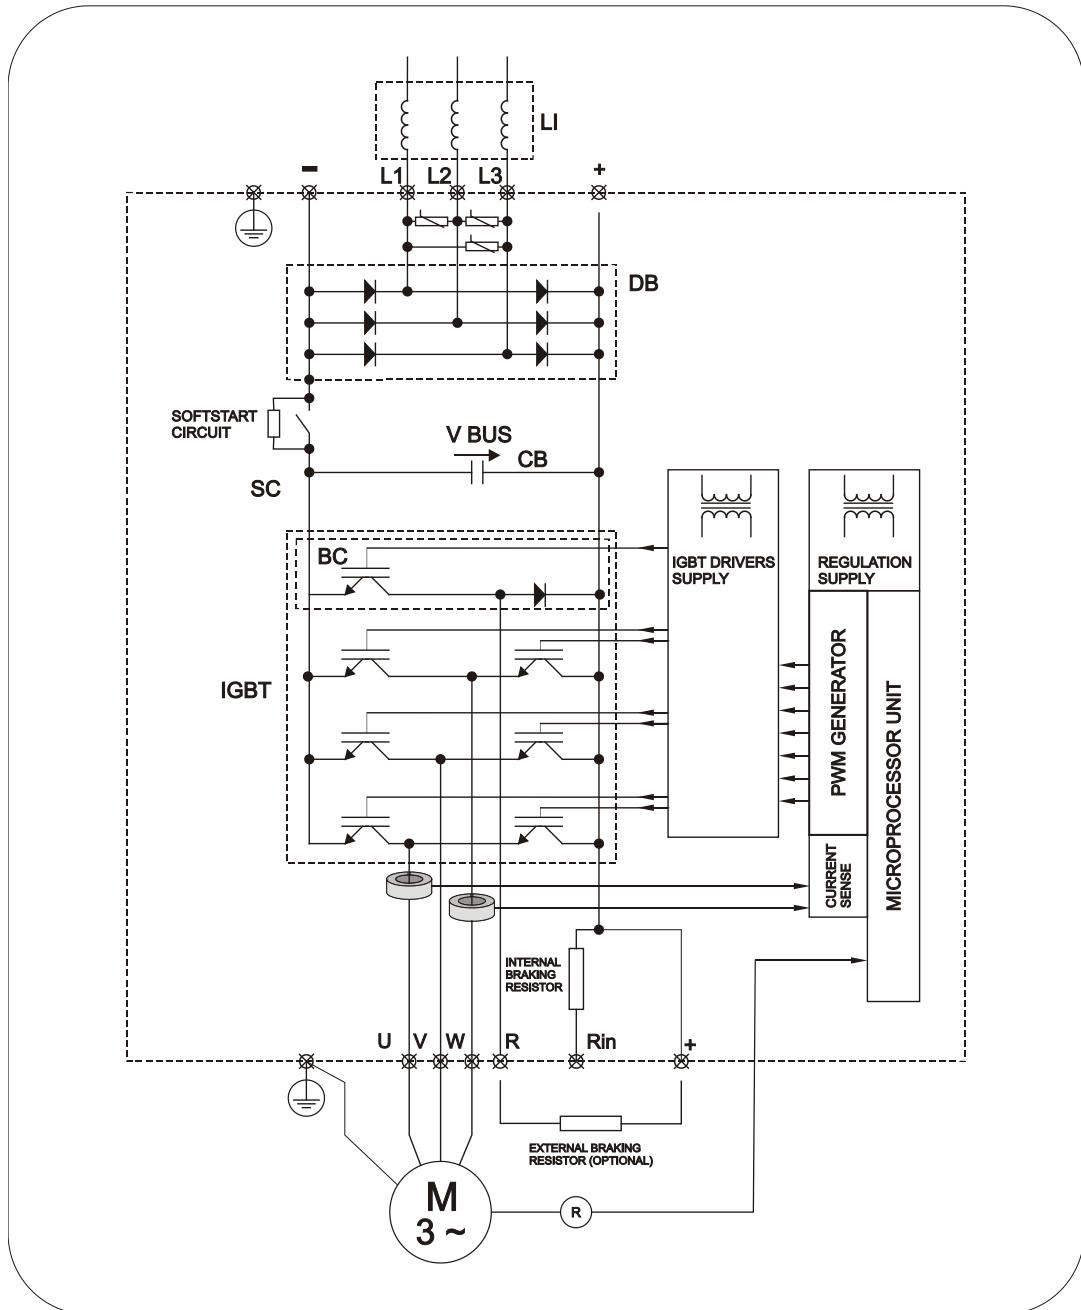 LI
−
L1
L2
L3
+
DB
SOFTSTART
CIRCUIT
V BUS
CB
SC
BC
IGBT DRIVERS
SUPPLY
REGULATION
SUPPLY
IGBT
PWM GENERATOR
MICROPROCESSOR UNIT
CURRENT
SENSE
INTERNAL
BRAKING
RESISTOR
U
V
W
R
Rin
+
EXTERNAL BRAKING
RESISTOR (OPTIONAL)
M
3 ~
R